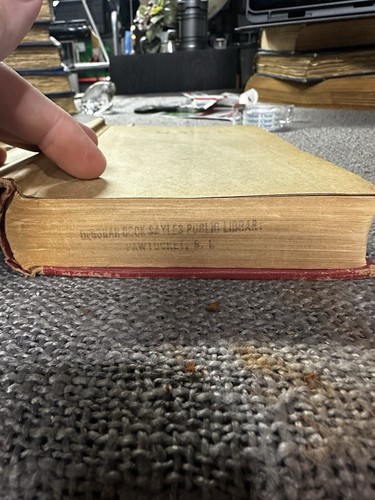 DEBORAH COOK SAYLES PUBLIC LIBRARY.
PAWTUCKET, R. I.